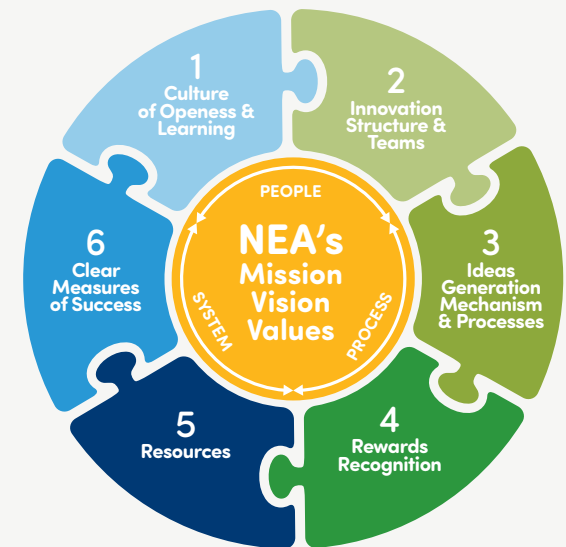 1
Culture
of Openess &
Learning
2
Innovation
Structure &
Teams
3
Ideas
Generation
Mechanism
& Processes
4
Rewards
Recognition
5
Resources
6
Clear
Measures
of Success
PEOPLE
PROCESS
SYSTEM
NEA's
Mission
Vision
Values